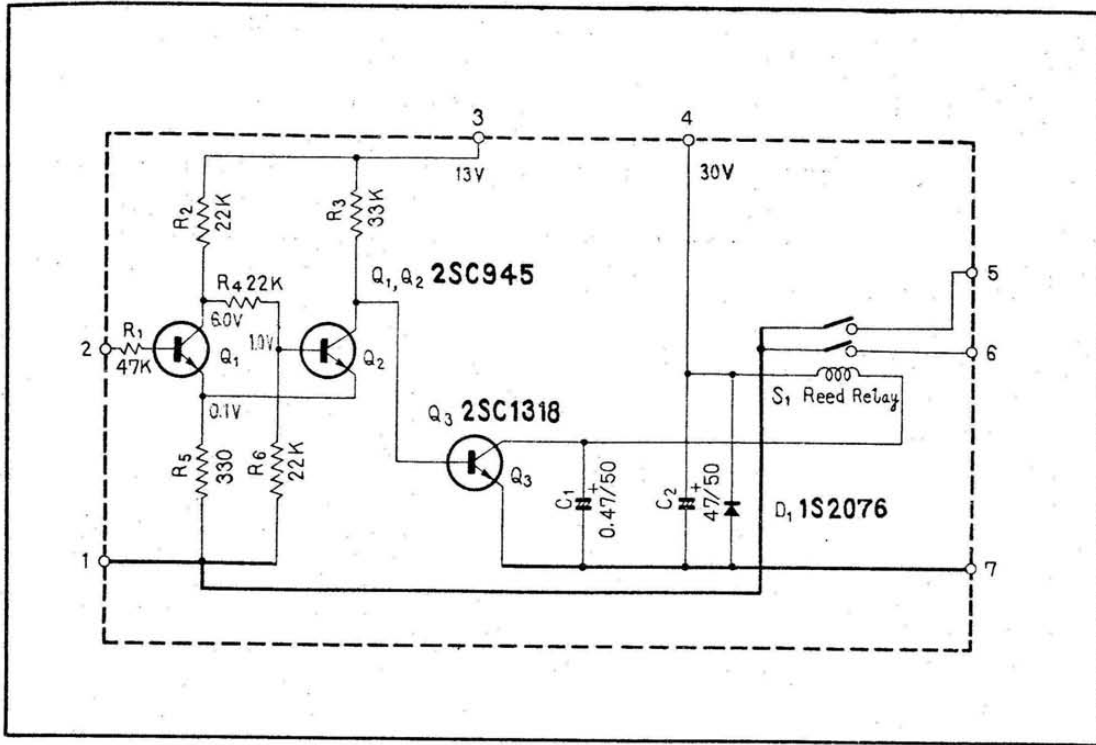 3
4
13V
30V
R2
22K
R3
33K
Q1, Q2 2SC945
5
R4 22K
6.0V
R1
2
47K
Q1
1.0V
Q2
6
0.1V
S1 Reed Relay
Q3 2SC1318
R5
330
R6
22K
Q3
C1
+
0.47/50
C2
+
47/50
D1 1S2076
1
7